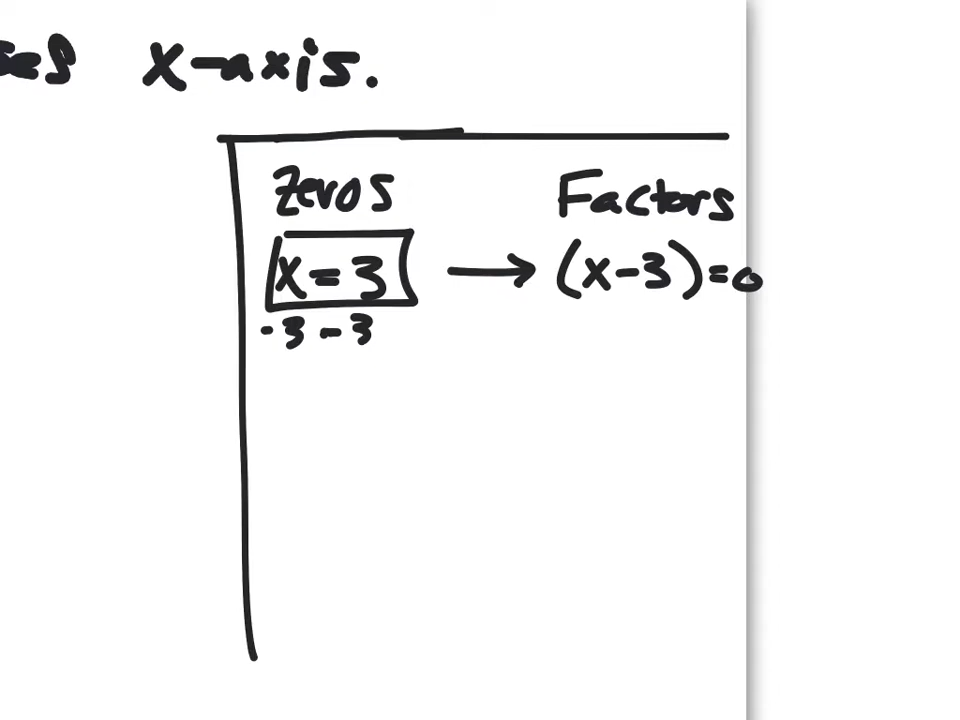 x-axis.
Zeros Factors
x = 3 → (x-3)=0
-3 -3